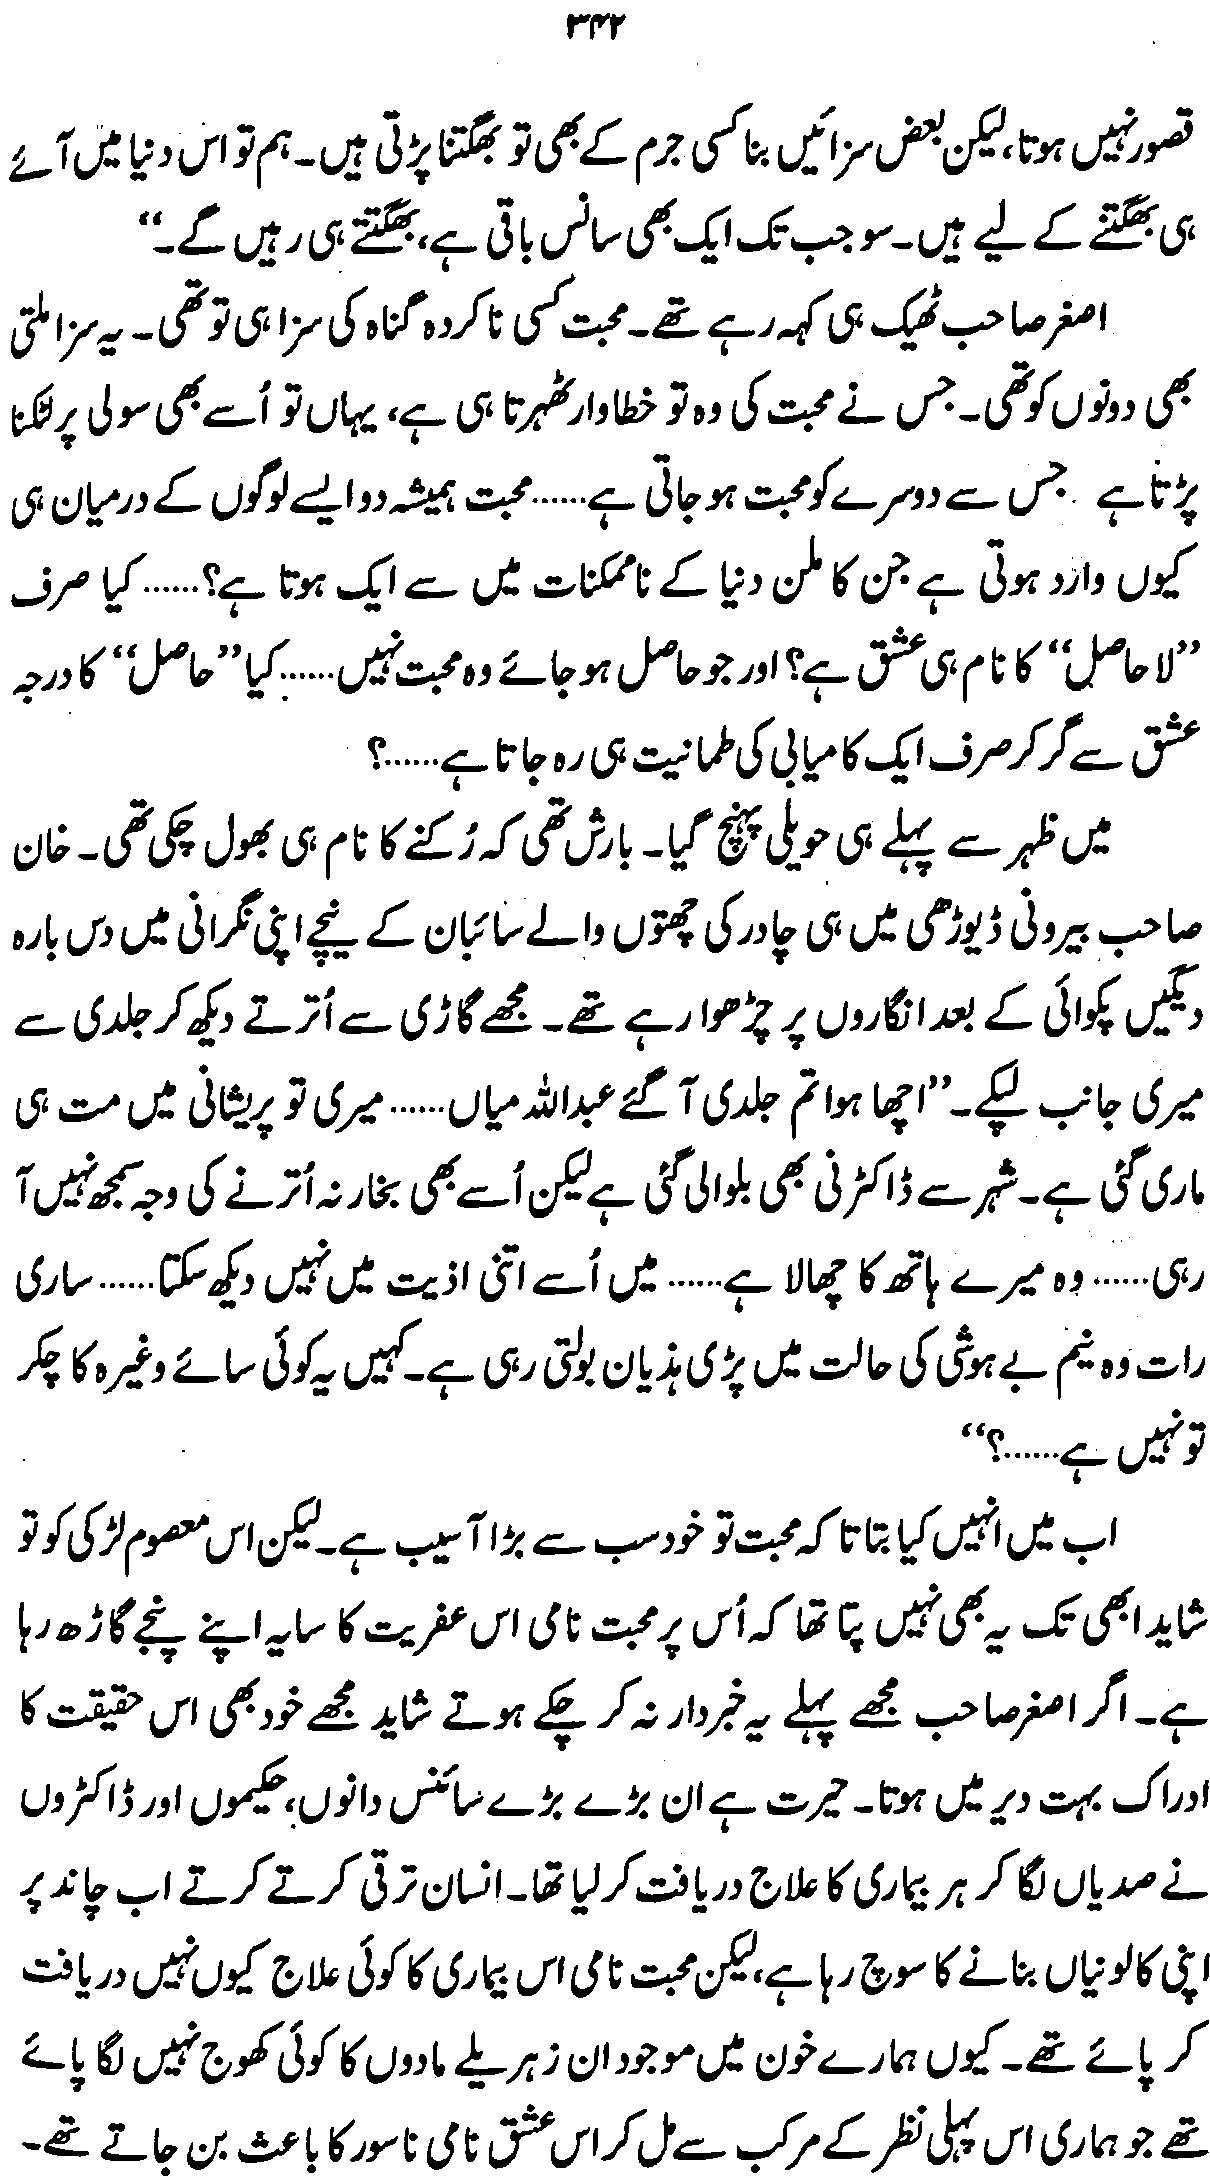 ۳۴۲
قصور نہیں ہوتا، لیکن بعض سزائیں بنا کسی جرم کے بھی تو بھگتنا پڑتی ہیں۔ ہم تو اس دنیا میں آئے
ہی بھگتنے کے لیے ہیں۔ سو جب تک ایک بھی سانس باقی ہے، بھگتتے ہی رہیں گے۔“
اصغر صاحب ٹھیک ہی کہہ رہے تھے۔ محبت کسی ناکردہ گناہ کی سزا ہی تو تھی۔ یہ سزا ملتی
بھی دونوں کو تھی۔ جس نے محبت کی وہ تو خطاوار ٹھہرتا ہی ہے، یہاں تو اُسے بھی سولی پر لٹکنا
پڑتا ہے جس سے دوسرے کو محبت ہو جاتی ہے...... محبت ہمیشہ دو ایسے لوگوں کے درمیان ہی
کیوں وارد ہوتی ہے جن کا ملن دنیا کے ناممکنات میں سے ایک ہوتا ہے؟...... کیا صرف
”لا حاصل“ کا نام ہی عشق ہے؟ اور جو حاصل ہو جائے وہ محبت نہیں...... کیا ”حاصل“ کا درجہ
عشق سے گر کر صرف ایک کامیابی کی طمانیت ہی رہ جاتا ہے......؟
میں ظہر سے پہلے ہی حویلی پہنچ گیا۔ بارش تھی کہ رُکنے کا نام ہی بھول چکی تھی۔ خان
صاحب بیرونی ڈیوڑھی میں ہی چادر کی چھتوں والے سائبان کے نیچے اپنی نگرانی میں دس بارہ
دیگیں پکوائی کے بعد انگاروں پر چڑھوا رہے تھے۔ مجھے گاڑی سے اُترتے دیکھ کر جلدی سے
میری جانب لپکے۔ ”اچھا ہوا تم جلدی آ گئے عبداللہ میاں...... میری تو پریشانی میں مت ہی
ماری گئی ہے۔ شہر سے ڈاکٹرنی بھی بلوالی گئی ہے لیکن اُسے بھی بخار نہ اُترنے کی وجہ سمجھ نہیں آ
رہی...... وہ میرے ہاتھ کا چھالا ہے...... میں اُسے اتنی اذیت میں نہیں دیکھ سکتا...... ساری
رات وہ نیم بے ہوشی کی حالت میں پڑی ہذیان بولتی رہی ہے۔ کہیں یہ کوئی سائے وغیرہ کا چکر
تو نہیں ہے......؟“
اب میں انہیں کیا بتاتا کہ محبت تو خود سب سے بڑا آسیب ہے۔ لیکن اس معصوم لڑکی کو تو
شاید ابھی تک یہ بھی نہیں پتا تھا کہ اُس پر محبت نامی اس عفریت کا سایہ اپنے پنجے گاڑھ رہا
ہے۔ اگر اصغر صاحب مجھے پہلے یہ خبردار نہ کر چکے ہوتے شاید مجھے خود بھی اس حقیقت کا
ادراک بہت دیر میں ہوتا۔ حیرت ہے ان بڑے بڑے سائنس دانوں، حکیموں اور ڈاکٹروں
نے صدیاں لگا کر ہر بیماری کا علاج دریافت کر لیا تھا۔ انسان ترقی کرتے کرتے اب چاند پر
اپنی کالونیاں بنانے کا سوچ رہا ہے، لیکن محبت نامی اس بیماری کا کوئی علاج کیوں نہیں دریافت
کر پائے تھے۔ کیوں ہمارے خون میں موجود ان زہریلے مادوں کا کوئی کھوج نہیں لگا پائے
تھے جو ہماری اس پہلی نظر کے مرکب سے مل کر اس عشق نامی ناسور کا باعث بن جاتے تھے۔